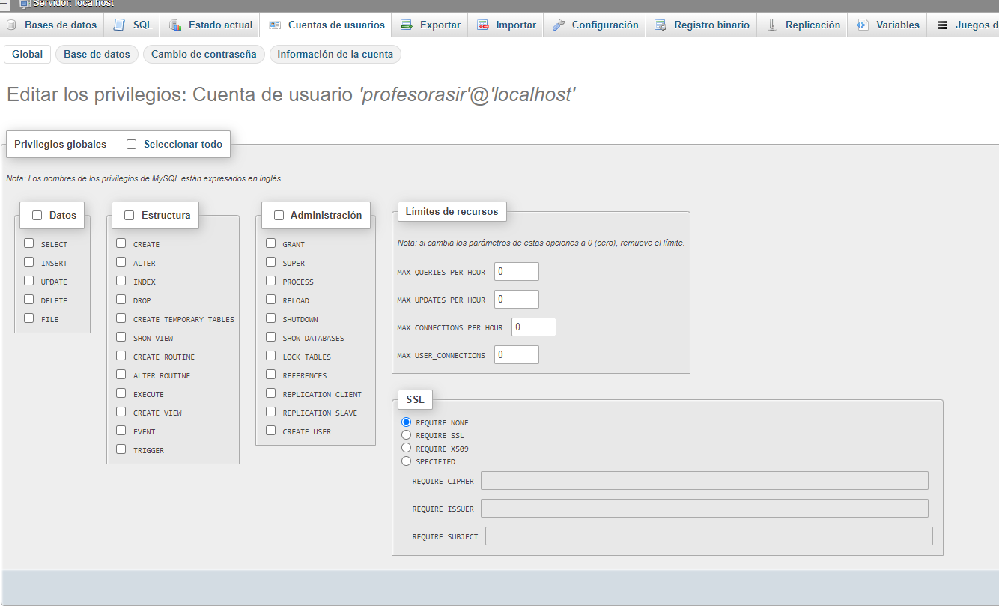 Servidor: localhost
Bases de datos SQL Estado actual Cuentas de usuarios Exportar Importar Configuración Registro binario Replicación Variables Juegos d
Global Base de datos Cambio de contraseña Información de la cuenta
Editar los privilegios: Cuenta de usuario 'profesorasir'@'localhost'
Privilegios globales Seleccionar todo
Nota: Los nombres de los privilegios de MySQL están expresados en inglés.
Datos
SELECT
INSERT
UPDATE
DELETE
FILE
Estructura
CREATE
ALTER
INDEX
DROP
CREATE TEMPORARY TABLES
SHOW VIEW
CREATE ROUTINE
ALTER ROUTINE
EXECUTE
CREATE VIEW
EVENT
TRIGGER
Administración
GRANT
SUPER
PROCESS
RELOAD
SHUTDOWN
SHOW DATABASES
LOCK TABLES
REFERENCES
REPLICATION CLIENT
REPLICATION SLAVE
CREATE USER
Límites de recursos
Nota: si cambia los parámetros de estas opciones a 0 (cero), remueve el límite.
MAX QUERIES PER HOUR 0
MAX UPDATES PER HOUR 0
MAX CONNECTIONS PER HOUR 0
MAX USER_CONNECTIONS 0
SSL
REQUIRE NONE
REQUIRE SSL
REQUIRE X509
SPECIFIED
REQUIRE CIPHER
REQUIRE ISSUER
REQUIRE SUBJECT